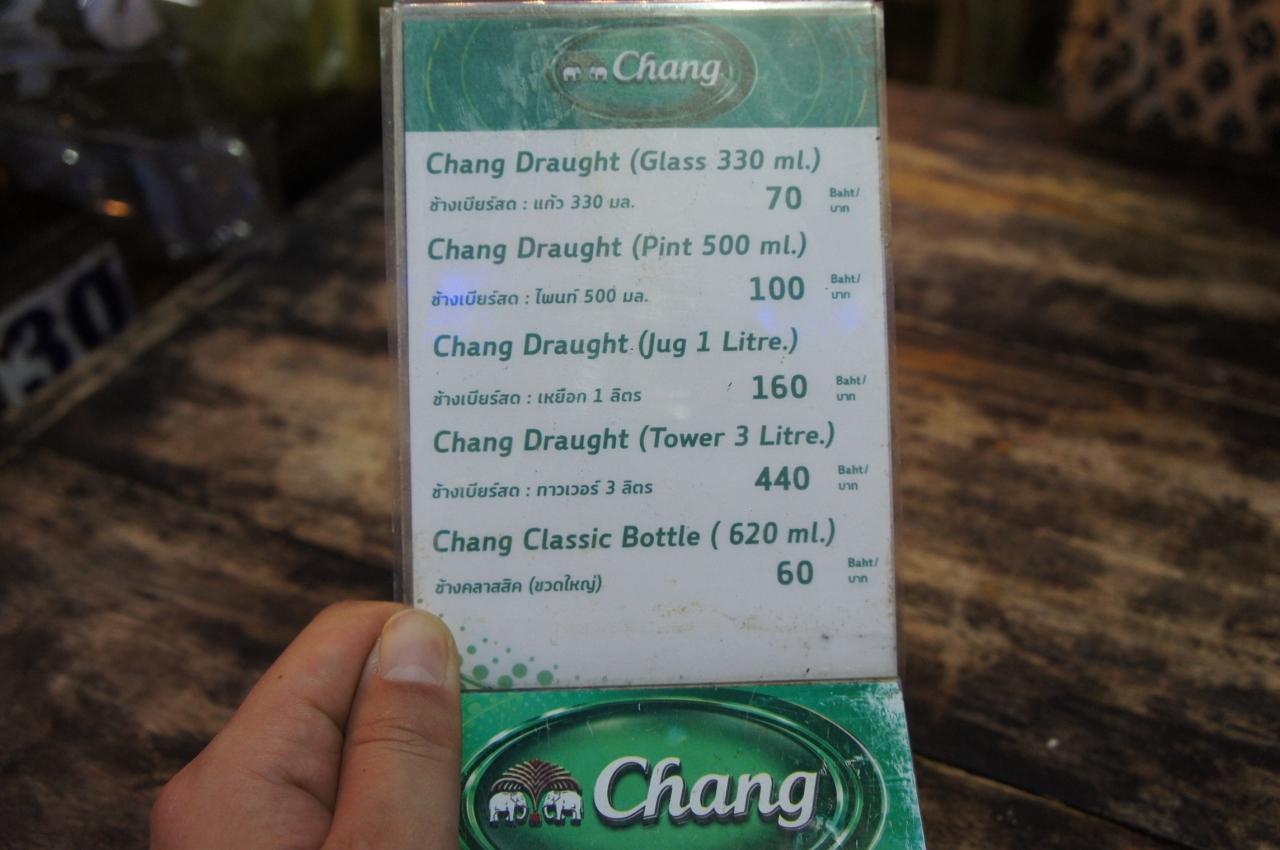 Chang
Chang Draught (Glass 330 ml.)
ช้างเบียร์สด : แก้ว 330 มล. 70 Baht/บาท
Chang Draught (Pint 500 ml.)
ช้างเบียร์สด : ไพนท์ 500 มล. 100 Baht/บาท
Chang Draught (Jug 1 Litre.)
ช้างเบียร์สด : เหยือก 1 ลิตร 160 Baht/บาท
Chang Draught (Tower 3 Litre.)
ช้างเบียร์สด : ทาวเวอร์ 3 ลิตร 440 Baht/บาท
Chang Classic Bottle ( 620 ml.)
ช้างคลาสสิค (ขวดใหญ่) 60 Baht/บาท
Chang
30